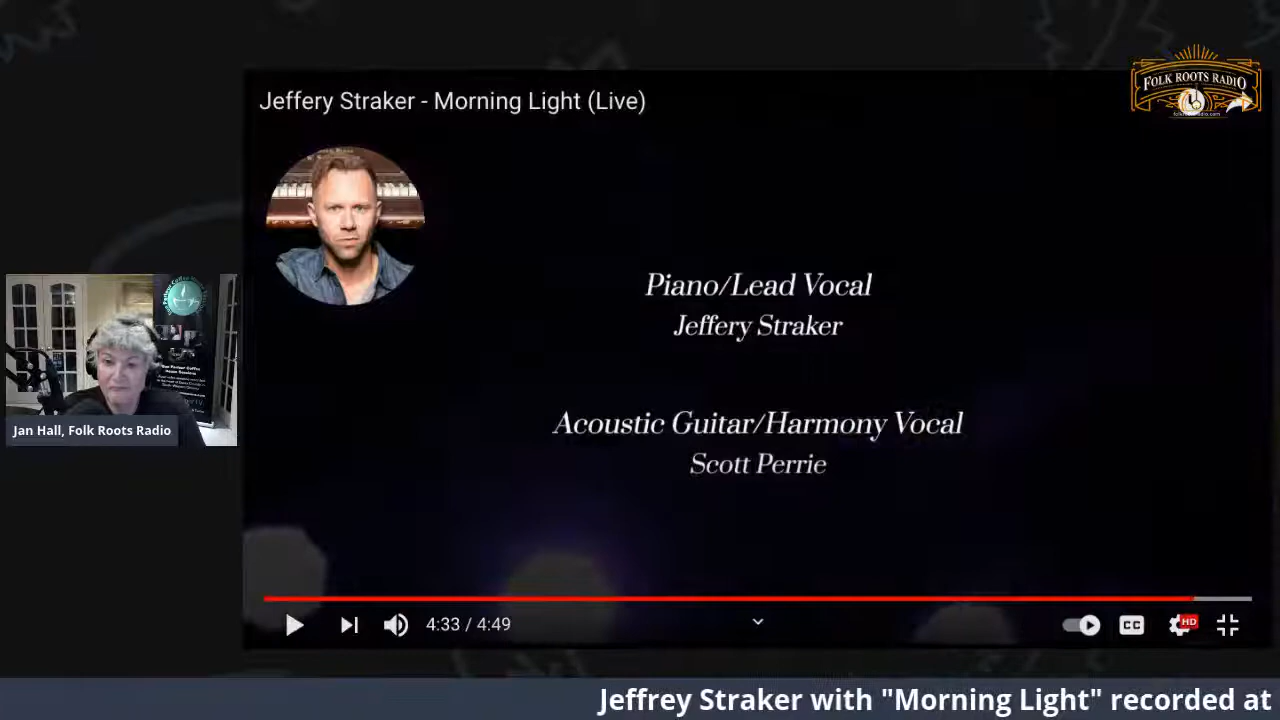 Jeffery Straker - Morning Light (Live)
FOLK ROOTS RADIO
Piano/Lead Vocal
Jeffery Straker
Acoustic Guitar/Harmony Vocal
Scott Perrie
Jan Hall, Folk Roots Radio
4:33 / 4:49
CC
HD
Jeffrey Straker with "Morning Light" recorded at